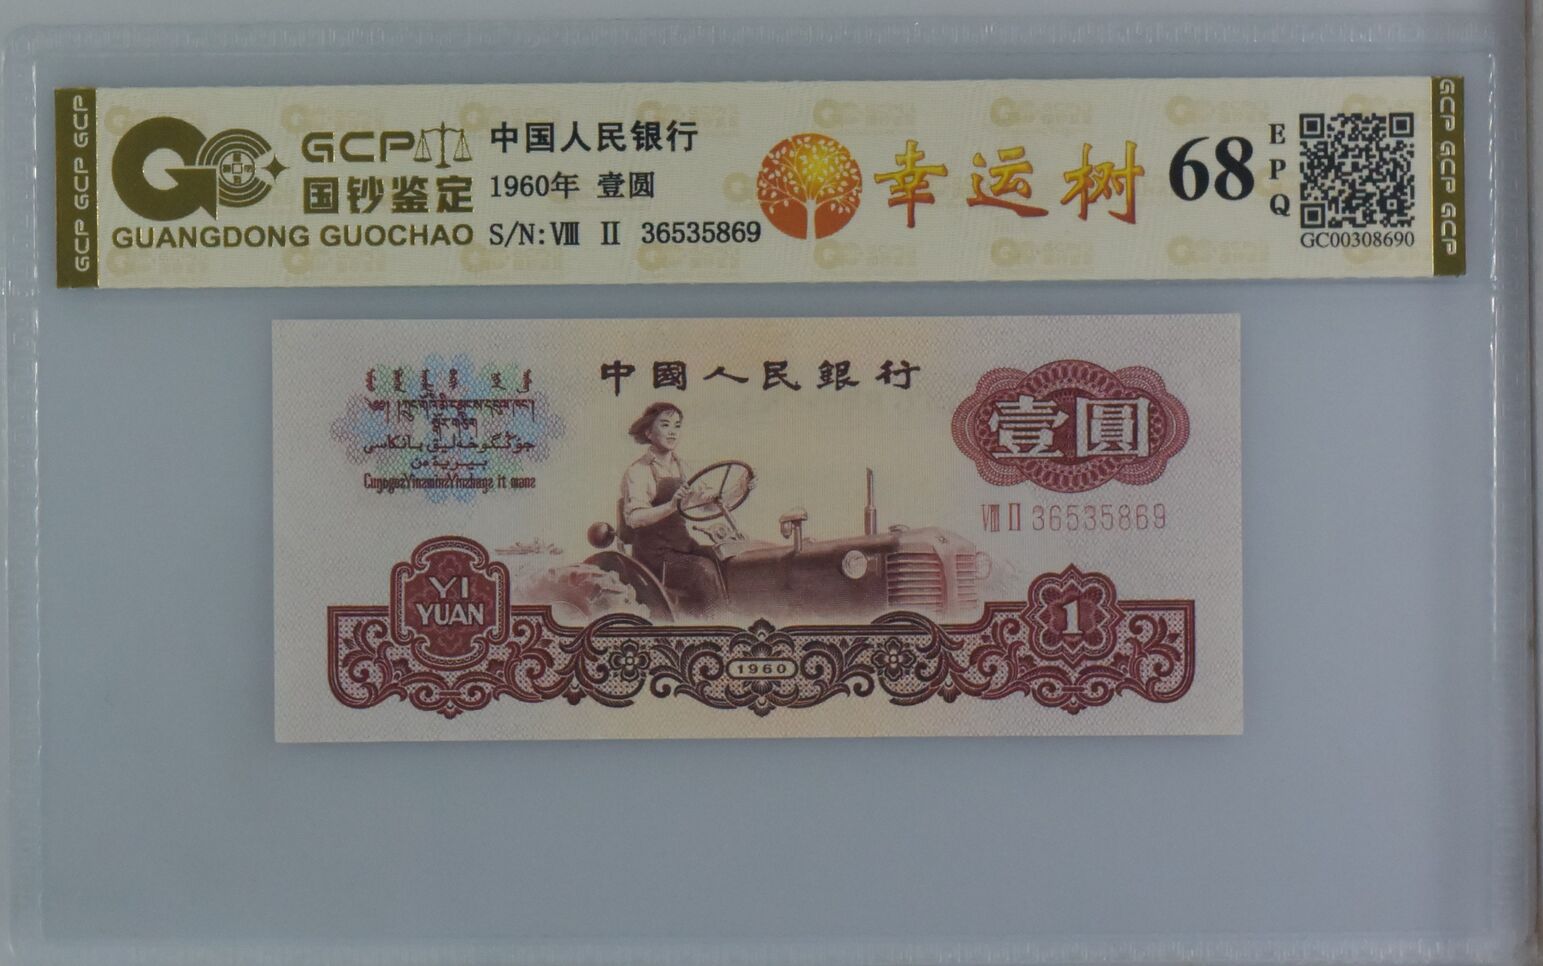 GCP GCP GCP
GCP
国钞鉴定
GUANGDONG GUOCHAO
中国人民银行
1960年 壹圆
S/N: Ⅷ Ⅱ 36535869
幸运树
68
E
P
Q
GC00308690
GCP GCP GCP
中國人民銀行
壹圓
Ⅷ Ⅱ 36535869
YI
YUAN
1960
1